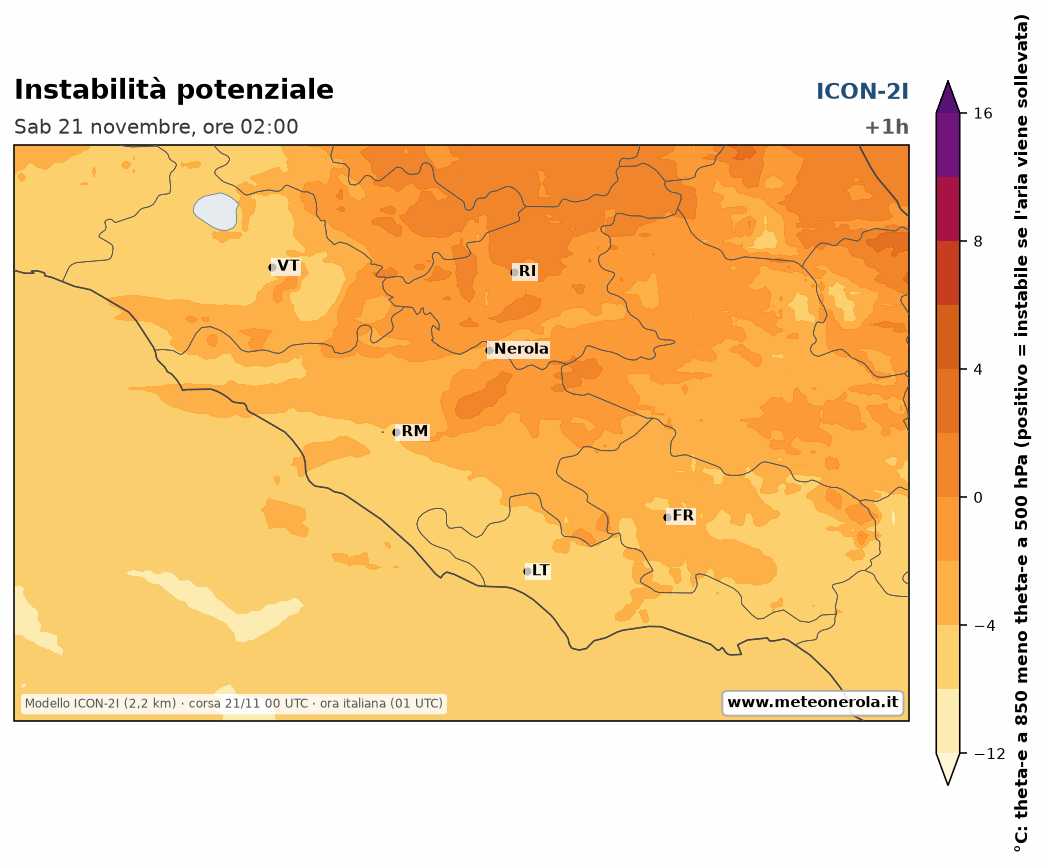 Instabilità potenziale
ICON-2I
Sab 21 novembre, ore 02:00
+1h
VT
RI
Nerola
RM
FR
LT
Modello ICON-2I (2,2 km) · corsa 21/11 00 UTC · ora italiana (01 UTC)
www.meteonerola.it
16
8
4
0
−4
−12
°C: theta-e a 850 meno theta-e a 500 hPa (positivo = instabile se l'aria viene sollevata)